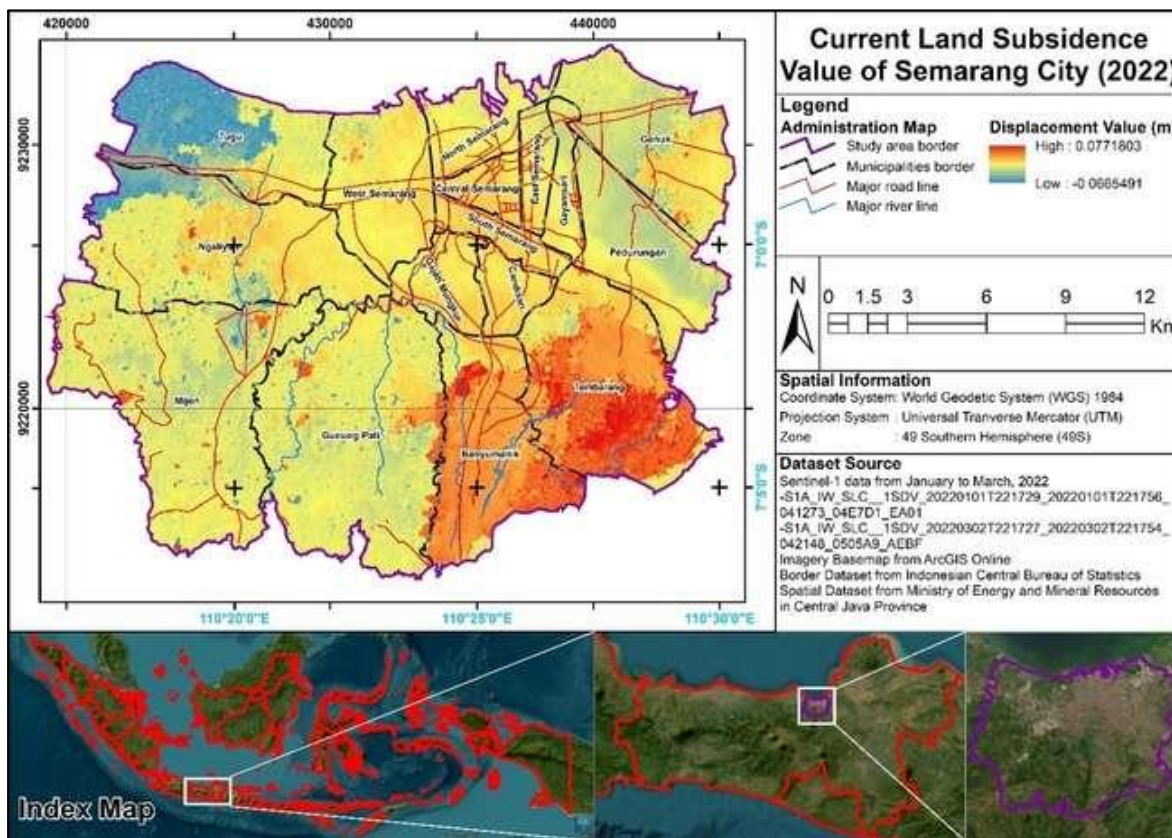 420000
430000
440000
9230000
9220000
Tugu
North Semarang
Genuk
West Semarang
Central Semarang
East Semarang
Gayamsari
South Semarang
Pedurungan
Candisari
Tembalang
Mijen
Gunung Pati
Banyumanik
7°0'0"S
7°5'0"S
110°20'0"E
110°25'0"E
110°30'0"E
Current Land Subsidence
Value of Semarang City (2022)
Legend
Administration Map
Study area border
Municipalities border
Major road line
Major river line
Displacement Value (m
High : 0.0771803
Low : -0.0665491
N
0 1.5 3 6 9 12
Km
Spatial Information
Coordinate System: World Geodetic System (WGS) 1984
Projection System : Universal Tranverse Mercator (UTM)
Zone : 49 Southern Hemisphere (49S)
Dataset Source
Sentinel-1 data from January to March, 2022
-S1A_IW_SLC__1SDV_20220101T221729_20220101T221756_
041273_04E7D1_EA01
-S1A_IW_SLC__1SDV_20220302T221727_20220302T221754_
042148_0505A9_AEBF
Imagery Basemap from ArcGIS Online
Border Dataset from Indonesian Central Bureau of Statistics
Spatial Dataset from Ministry of Energy and Mineral Resources
in Central Java Province
Index Map